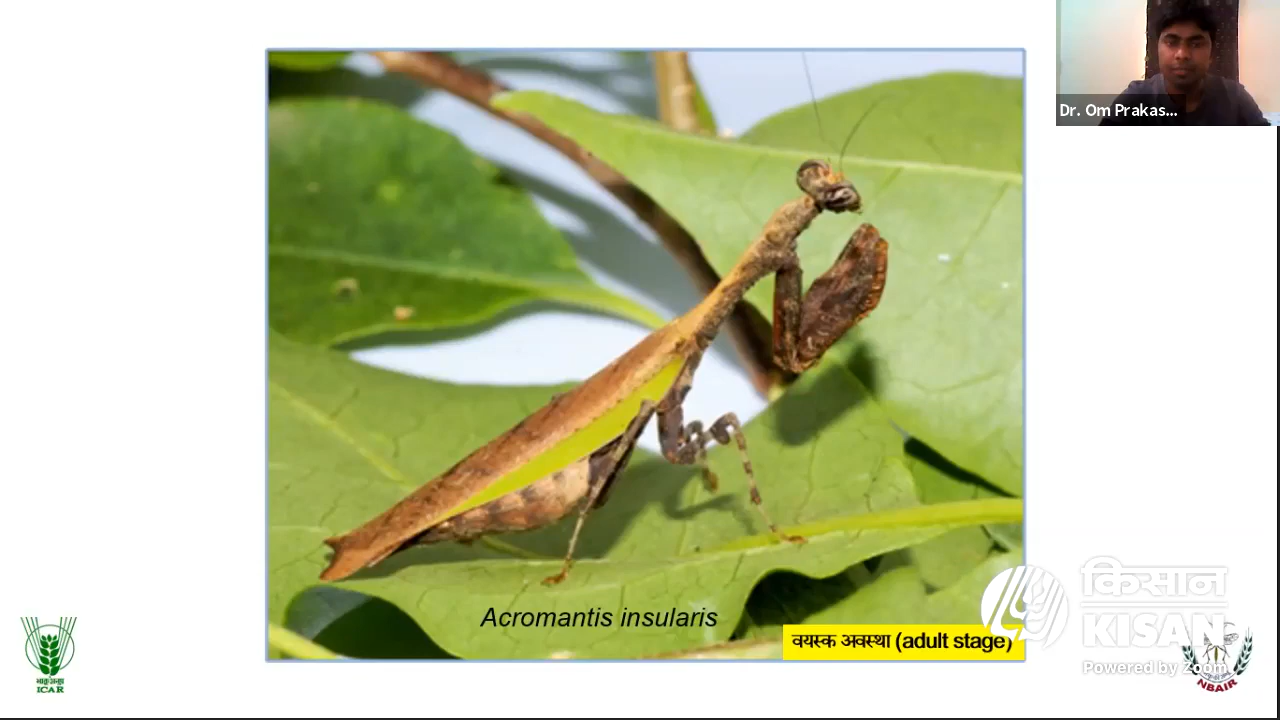 Dr. Om Prakas...
Acromantis insularis
वयस्क अवस्था (adult stage)
किसान
KISAN
Powered by Zoom
ICAR
NBAIR